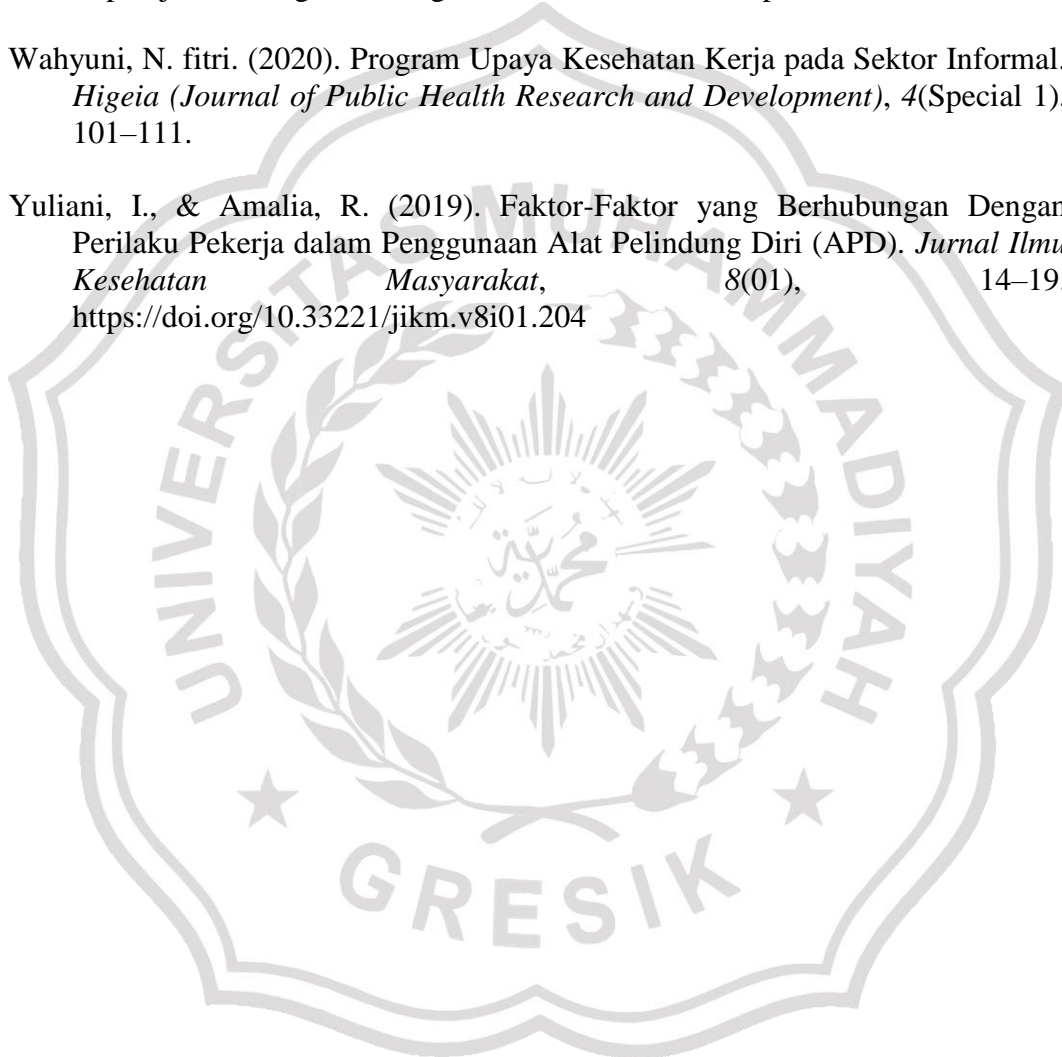 Wahyuni, N. fitri. (2020). Program Upaya Kesehatan Kerja pada Sektor Informal.
Higeia (Journal of Public Health Research and Development), 4(Special 1),
101–111.
Yuliani, I., & Amalia, R. (2019). Faktor-Faktor yang Berhubungan Dengan
Perilaku Pekerja dalam Penggunaan Alat Pelindung Diri (APD). Jurnal Ilmu
Kesehatan Masyarakat, 8(01), 14–19.
https://doi.org/10.33221/jikm.v8i01.204
UNIVERSITAS MUHAMMADIYAH
محمدية
GRESIK